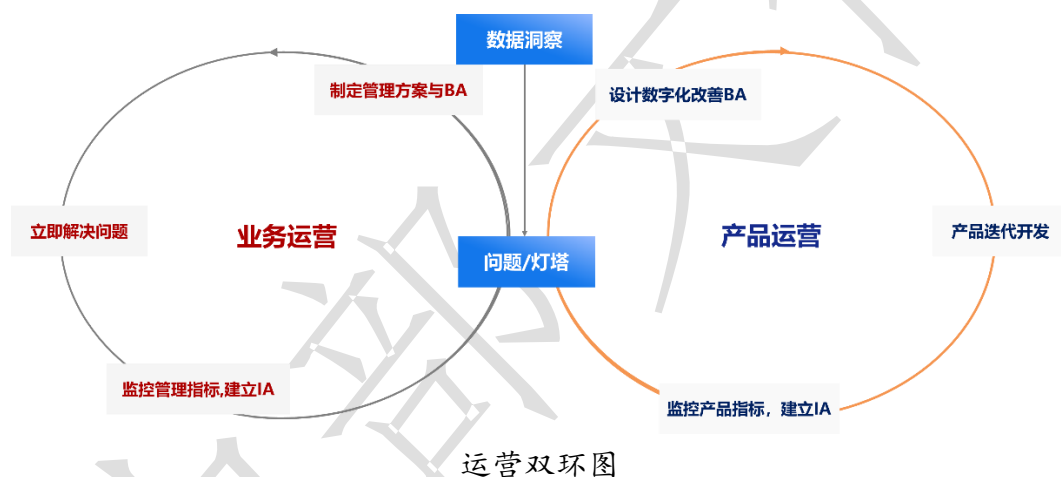 数据洞察
制定管理方案与BA
设计数字化改善BA
立即解决问题
业务运营
产品运营
产品迭代开发
问题/灯塔
监控管理指标,建立IA
监控产品指标，建立IA
运营双环图